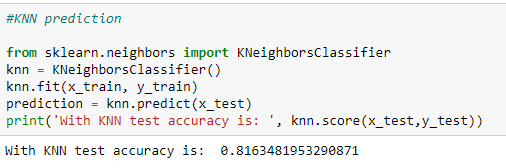 #KNN prediction
from sklearn.neighbors import KNeighborsClassifier
knn = KNeighborsClassifier()
knn.fit(x_train, y_train)
prediction = knn.predict(x_test)
print('With KNN test accuracy is: ', knn.score(x_test,y_test))
With KNN test accuracy is:  0.8163481953290871